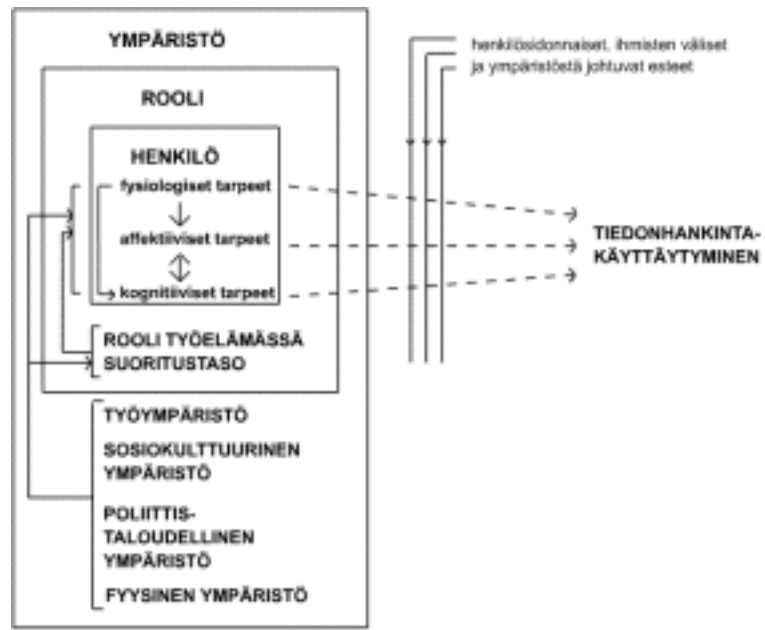 YMPÄRISTÖ
ROOLI
HENKILÖ
fysiologiset tarpeet
affektiiviset tarpeet
kognitiiviset tarpeet
ROOLI TYÖELÄMÄSSÄ
SUORITUSTASO
TYÖYMPÄRISTÖ
SOSIOKULTTUURINEN
YMPÄRISTÖ
POLIITTIS-
TALOUDELLINEN
YMPÄRISTÖ
FYYSINEN YMPÄRISTÖ
henkilösidonnaiset, ihmisten väliset
ja ympäristöstä johtuvat esteet
TIEDONHANKINTA-
KÄYTTÄYTYMINEN